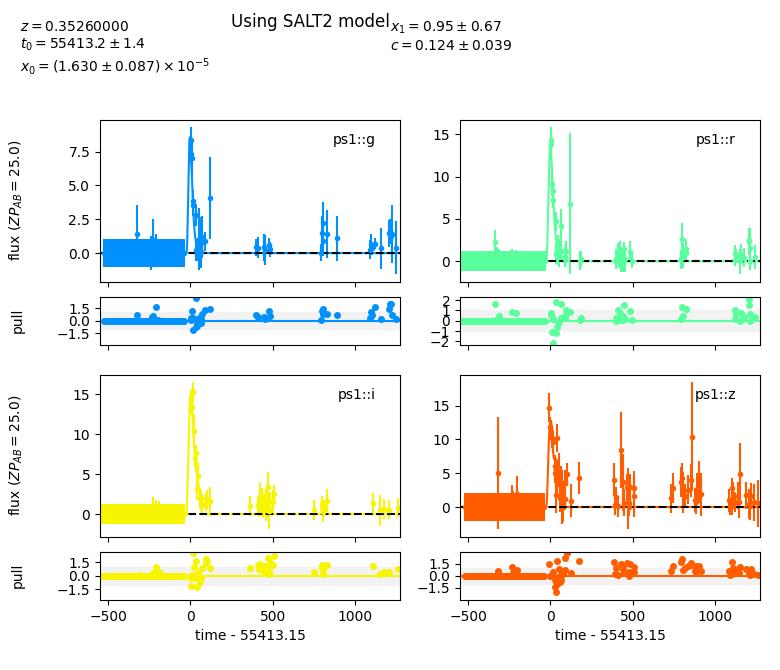 Using SALT2 model
z = 0.35260000
t₀ = 55413.2 ± 1.4
x₀ = (1.630 ± 0.087) × 10⁻⁵
x₁ = 0.95 ± 0.67
c = 0.124 ± 0.039
flux (ZP_AB = 25.0)
7.5
5.0
2.5
0.0
ps1::g
15
10
5
0
ps1::r
pull
1.5
0.0
−1.5
2
1
0
−1
−2
flux (ZP_AB = 25.0)
15
10
5
0
ps1::i
15
10
5
0
ps1::z
pull
1.5
0.0
−1.5
1.5
0.0
−1.5
−500 0 500 1000
−500 0 500 1000
time - 55413.15
time - 55413.15